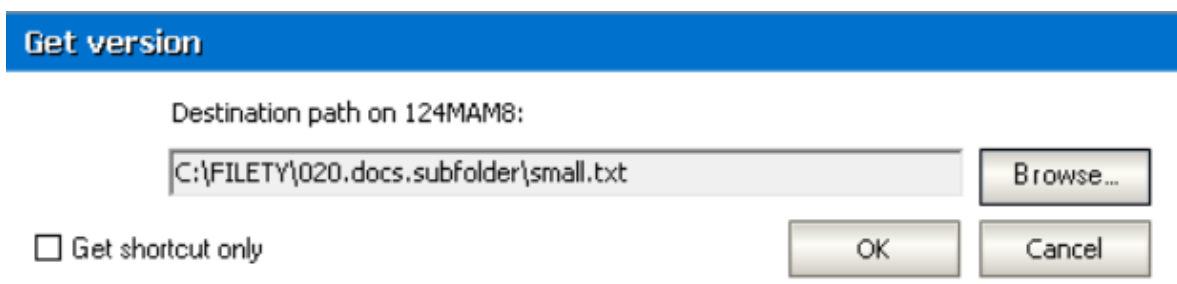 Get version
Destination path on 124MAM8:
C:\FILETY\020.docs.subfolder\small.txt
Browse...
Get shortcut only
OK
Cancel